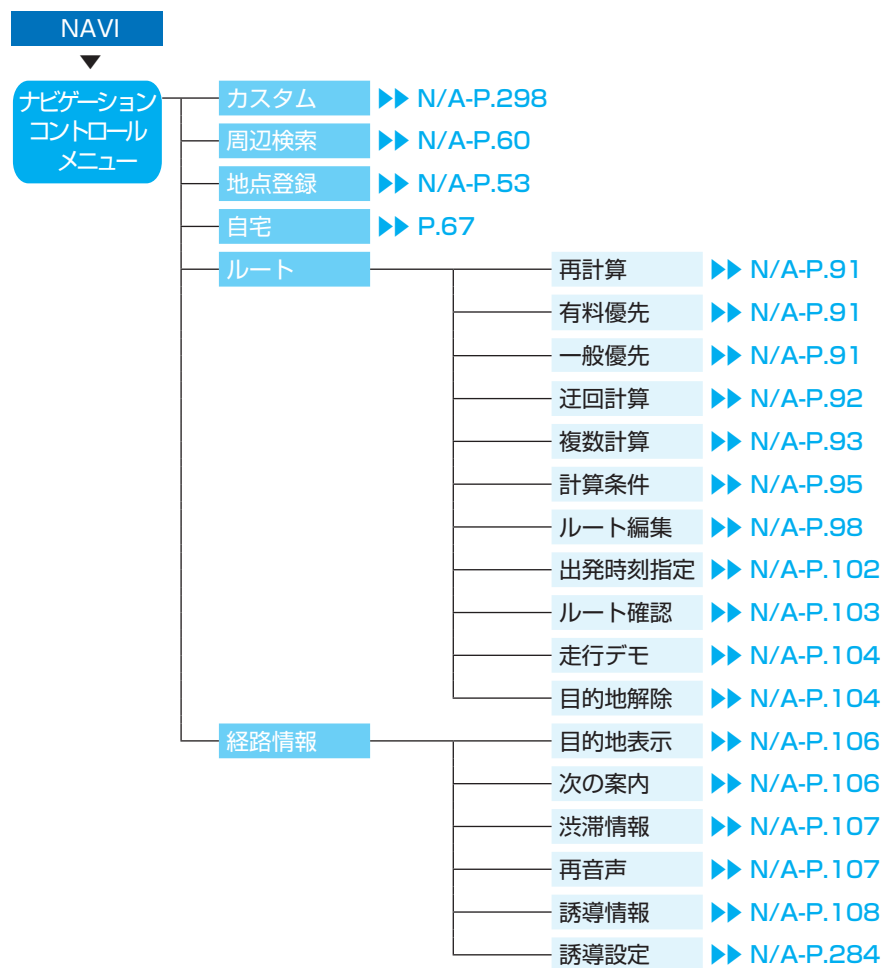 NAVI
ナビゲーション
コントロール
メニュー
カスタム ▶▶ N/A-P.298
周辺検索 ▶▶ N/A-P.60
地点登録 ▶▶ N/A-P.53
自宅 ▶▶ P.67
ルート
再計算 ▶▶ N/A-P.91
有料優先 ▶▶ N/A-P.91
一般優先 ▶▶ N/A-P.91
迂回計算 ▶▶ N/A-P.92
複数計算 ▶▶ N/A-P.93
計算条件 ▶▶ N/A-P.95
ルート編集 ▶▶ N/A-P.98
出発時刻指定 ▶▶ N/A-P.102
ルート確認 ▶▶ N/A-P.103
走行デモ ▶▶ N/A-P.104
目的地解除 ▶▶ N/A-P.104
経路情報
目的地表示 ▶▶ N/A-P.106
次の案内 ▶▶ N/A-P.106
渋滞情報 ▶▶ N/A-P.107
再音声 ▶▶ N/A-P.107
誘導情報 ▶▶ N/A-P.108
誘導設定 ▶▶ N/A-P.284